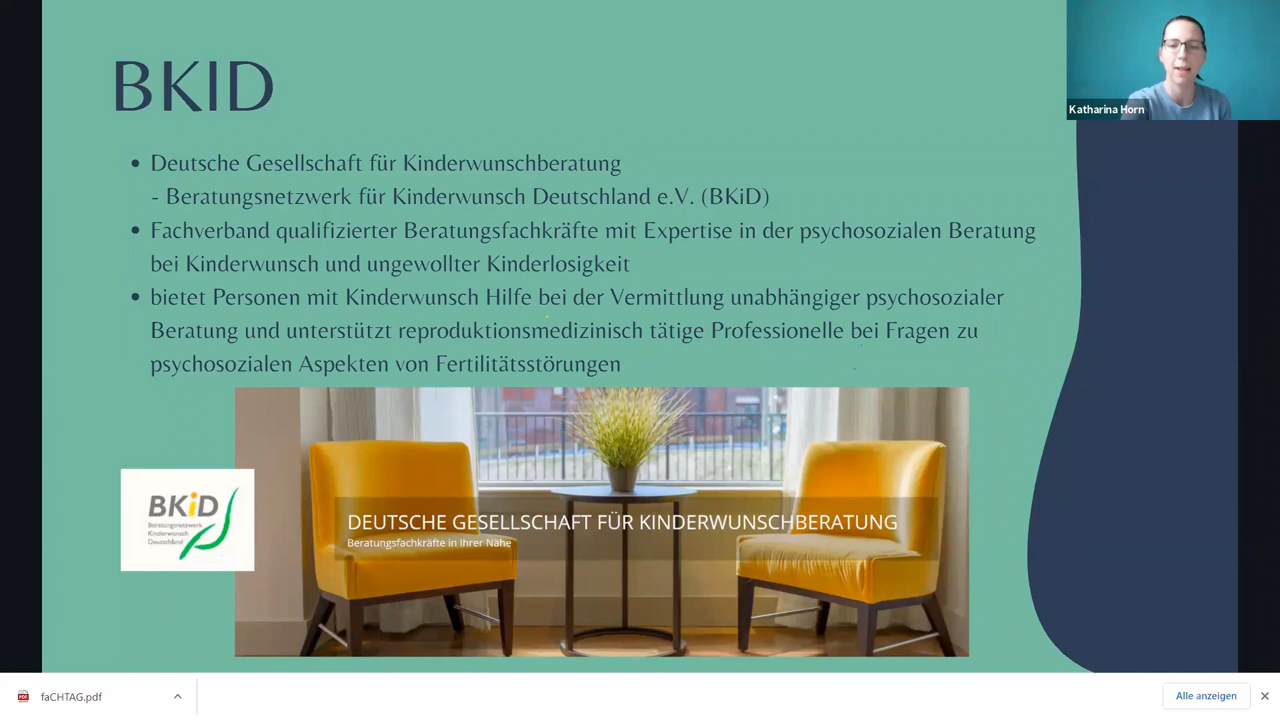 BKID
Katharina Horn
• Deutsche Gesellschaft für Kinderwunschberatung
- Beratungsnetzwerk für Kinderwunsch Deutschland e.V. (BKiD)
• Fachverband qualifizierter Beratungsfachkräfte mit Expertise in der psychosozialen Beratung
bei Kinderwunsch und ungewollter Kinderlosigkeit
• bietet Personen mit Kinderwunsch Hilfe bei der Vermittlung unabhängiger psychosozialer
Beratung und unterstützt reproduktionsmedizinisch tätige Professionelle bei Fragen zu
psychosozialen Aspekten von Fertilitätsstörungen
BKiD
Beratungsnetzwerk
Kinderwunsch
Deutschland
DEUTSCHE GESELLSCHAFT FÜR KINDERWUNSCHBERATUNG
Beratungsfachkräfte in Ihrer Nähe
PDF
faCHTAG.pdf
Alle anzeigen